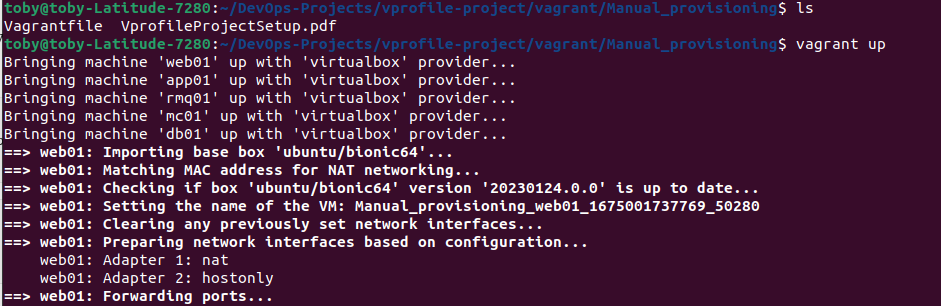 toby@toby-Latitude-7280:~/DevOps-Projects/vprofile-project/vagrant/Manual_provisioning$ ls
Vagrantfile  VprofileProjectSetup.pdf
toby@toby-Latitude-7280:~/DevOps-Projects/vprofile-project/vagrant/Manual_provisioning$ vagrant up
Bringing machine 'web01' up with 'virtualbox' provider...
Bringing machine 'app01' up with 'virtualbox' provider...
Bringing machine 'rmq01' up with 'virtualbox' provider...
Bringing machine 'mc01' up with 'virtualbox' provider...
Bringing machine 'db01' up with 'virtualbox' provider...
==> web01: Importing base box 'ubuntu/bionic64'...
==> web01: Matching MAC address for NAT networking...
==> web01: Checking if box 'ubuntu/bionic64' version '20230124.0.0' is up to date...
==> web01: Setting the name of the VM: Manual_provisioning_web01_1675001737769_50280
==> web01: Clearing any previously set network interfaces...
==> web01: Preparing network interfaces based on configuration...
    web01: Adapter 1: nat
    web01: Adapter 2: hostonly
==> web01: Forwarding ports...